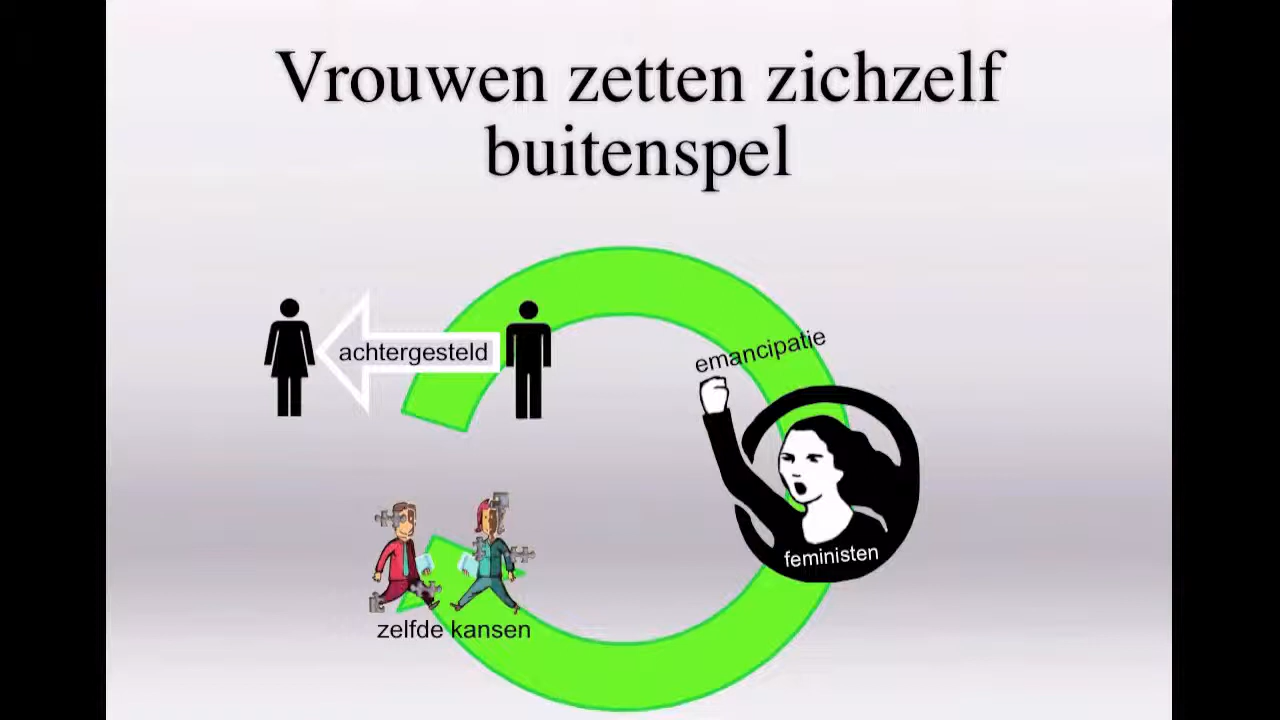 Vrouwen zetten zichzelf
buitenspel
achtergesteld
emancipatie
feministen
zelfde kansen